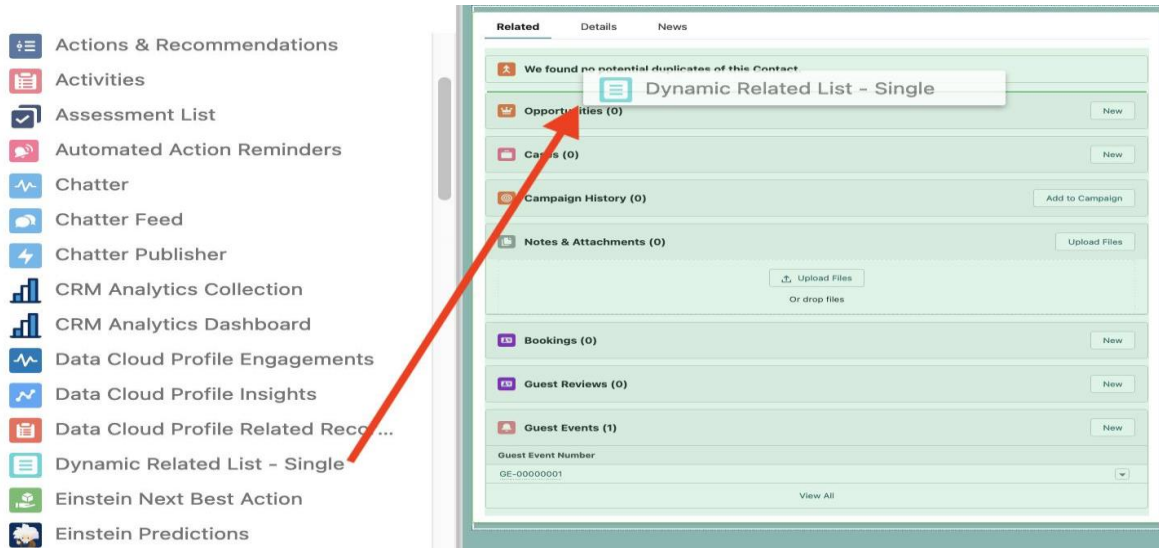 Actions & Recommendations
Activities
Assessment List
Automated Action Reminders
Chatter
Chatter Feed
Chatter Publisher
CRM Analytics Collection
CRM Analytics Dashboard
Data Cloud Profile Engagements
Data Cloud Profile Insights
Data Cloud Profile Related Recor...
Dynamic Related List - Single
Einstein Next Best Action
Einstein Predictions
Related Details News
We found no potential duplicates of this Contact.
Dynamic Related List - Single
Opportunities (0) New
Cases (0) New
Campaign History (0) Add to Campaign
Notes & Attachments (0) Upload Files
Upload Files
Or drop files
Bookings (0) New
Guest Reviews (0) New
Guest Events (1) New
Guest Event Number
GE-00000001
View All